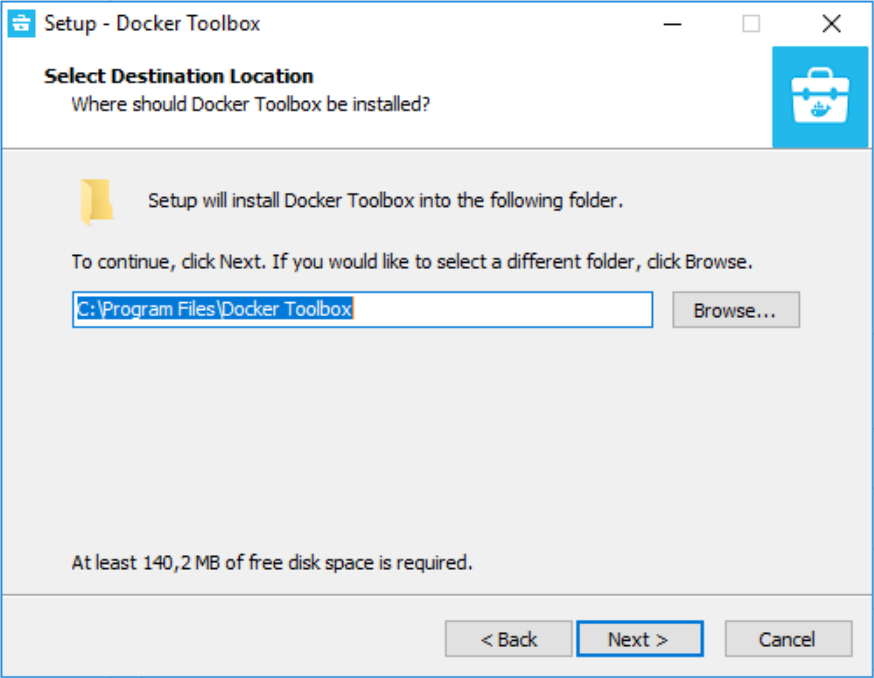 Setup - Docker Toolbox
Select Destination Location
Where should Docker Toolbox be installed?
Setup will install Docker Toolbox into the following folder.
To continue, click Next. If you would like to select a different folder, click Browse.
C:\Program Files\Docker Toolbox
Browse...
At least 140,2 MB of free disk space is required.
< Back
Next >
Cancel